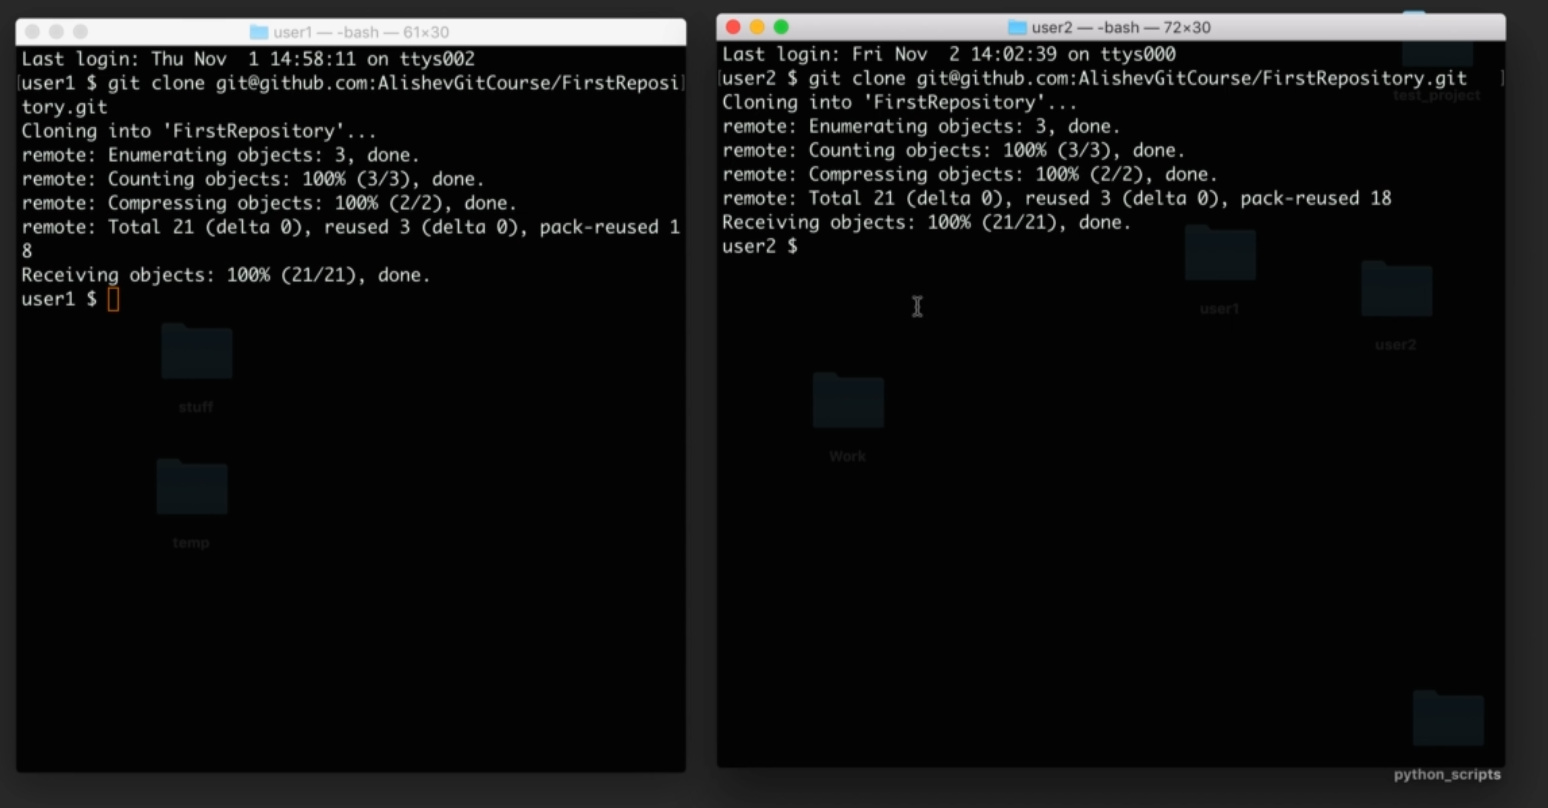 user1 — -bash — 61×30
Last login: Thu Nov  1 14:58:11 on ttys002
[user1 $ git clone git@github.com:AlishevGitCourse/FirstReposi]
tory.git
Cloning into 'FirstRepository'...
remote: Enumerating objects: 3, done.
remote: Counting objects: 100% (3/3), done.
remote: Compressing objects: 100% (2/2), done.
remote: Total 21 (delta 0), reused 3 (delta 0), pack-reused 1
8
Receiving objects: 100% (21/21), done.
user1 $
stuff
temp
user2 — -bash — 72×30
Last login: Fri Nov  2 14:02:39 on ttys000
[user2 $ git clone git@github.com:AlishevGitCourse/FirstRepository.git   ]
test_project
Cloning into 'FirstRepository'...
remote: Enumerating objects: 3, done.
remote: Counting objects: 100% (3/3), done.
remote: Compressing objects: 100% (2/2), done.
remote: Total 21 (delta 0), reused 3 (delta 0), pack-reused 18
Receiving objects: 100% (21/21), done.
user2 $
user1
user2
Work
python_scripts